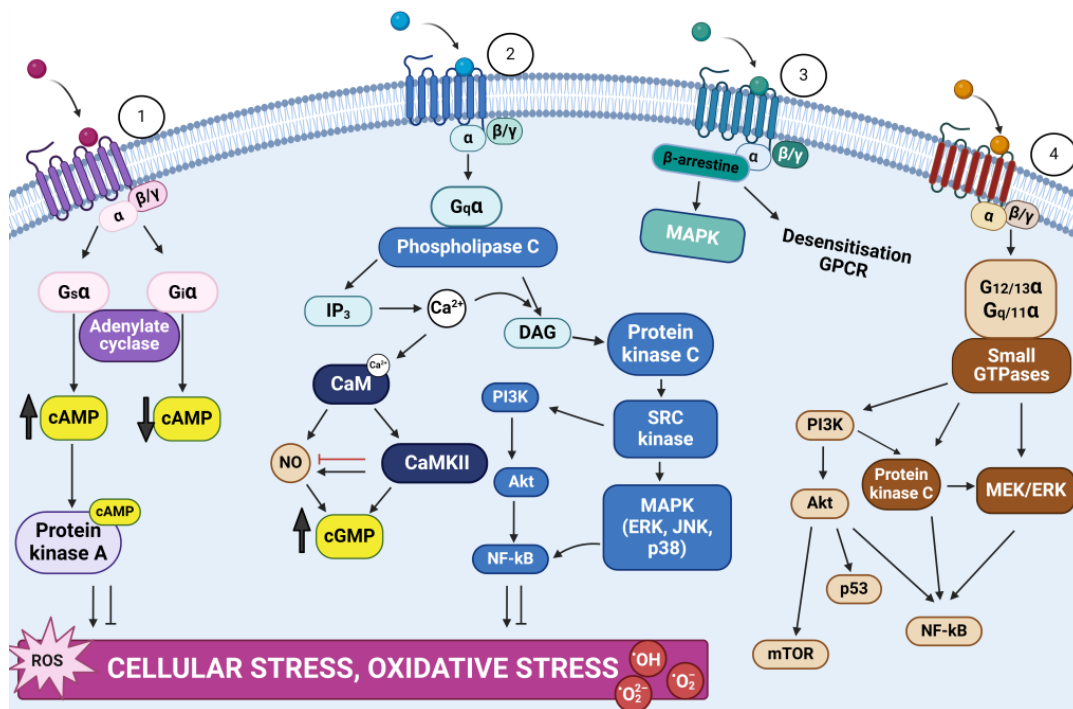 1
α
β/γ
Gsα
Giα
Adenylate
cyclase
cAMP
cAMP
cAMP
Protein
kinase A
2
α
β/γ
Gqα
Phospholipase C
IP₃
Ca²⁺
DAG
Ca²⁺
CaM
NO
CaMKII
cGMP
Protein
kinase C
SRC
kinase
PI3K
Akt
MAPK
(ERK, JNK,
p38)
NF-kB
3
α
β/γ
β-arrestine
MAPK
Desensitisation
GPCR
4
α
β/γ
G12/13α
Gq/11α
Small
GTPases
PI3K
Protein
kinase C
MEK/ERK
Akt
p53
NF-kB
mTOR
ROS
CELLULAR STRESS, OXIDATIVE STRESS
˙OH
˙O₂²⁻
˙O₂⁻